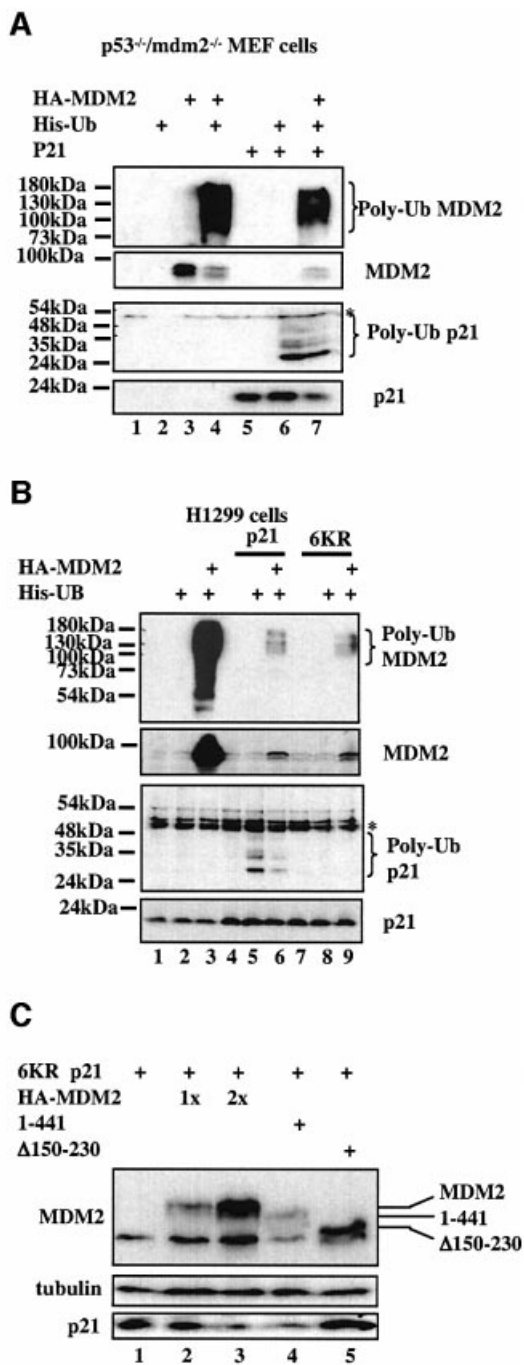 A
p53-/-/mdm2-/- MEF cells
HA-MDM2 + + +
His-Ub + + + +
P21 + + +
180kDa
130kDa
100kDa
73kDa
Poly-Ub MDM2
100kDa
MDM2
54kDa
48kDa
35kDa
24kDa
*
Poly-Ub p21
24kDa
p21
1 2 3 4 5 6 7
B
H1299 cells
p21 6KR
HA-MDM2 + + +
His-UB + + + + + +
180kDa
130kDa
100kDa
73kDa
54kDa
Poly-Ub
MDM2
100kDa
MDM2
54kDa
48kDa
35kDa
24kDa
*
Poly-Ub
p21
24kDa
p21
1 2 3 4 5 6 7 8 9
C
6KR p21 + + + + +
HA-MDM2 1x 2x
1-441 +
Δ150-230 +
MDM2
MDM2
1-441
Δ150-230
tubulin
p21
1 2 3 4 5